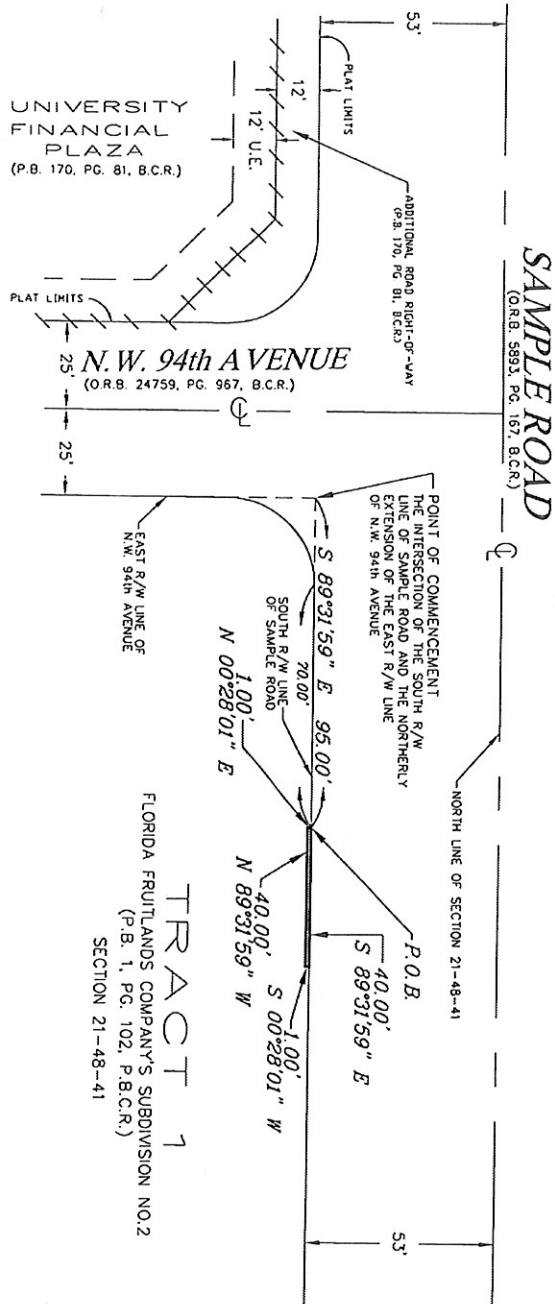 SAMPLE ROAD
(O.R.B. 5893, PG. 167, B.C.R.)
53'
PLAT LIMITS
12'
12' U.E.
UNIVERSITY
FINANCIAL
PLAZA
(P.B. 170, PG. 81, B.C.R.)
ADDITIONAL ROAD RIGHT-OF-WAY
(P.B. 170, PG 81, B.C.R.)
PLAT LIMITS
25'
N.W. 94th AVENUE
(O.R.B. 24759, PG. 967, B.C.R.)
25'
CL
CL
POINT OF COMMENCEMENT
THE INTERSECTION OF THE SOUTH R/W
LINE OF SAMPLE ROAD AND THE NORTHERLY
EXTENSION OF THE EAST R/W LINE
OF N.W. 94th AVENUE
EAST R/W LINE OF
N.W. 94th AVENUE
S 89°31'59" E 95.00'
70.00'
SOUTH R/W LINE
OF SAMPLE ROAD
1.00'
N 00°28'01" E
NORTH LINE OF SECTION 21-48-41
P.O.B.
40.00'
S 89°31'59" E
1.00'
S 00°28'01" W
40.00'
N 89°31'59" W
53'
TRACT 1
FLORIDA FRUITLANDS COMPANY'S SUBDIVISION NO.2
(P.B. 1, PG. 102, P.B.C.R.)
SECTION 21-48-41